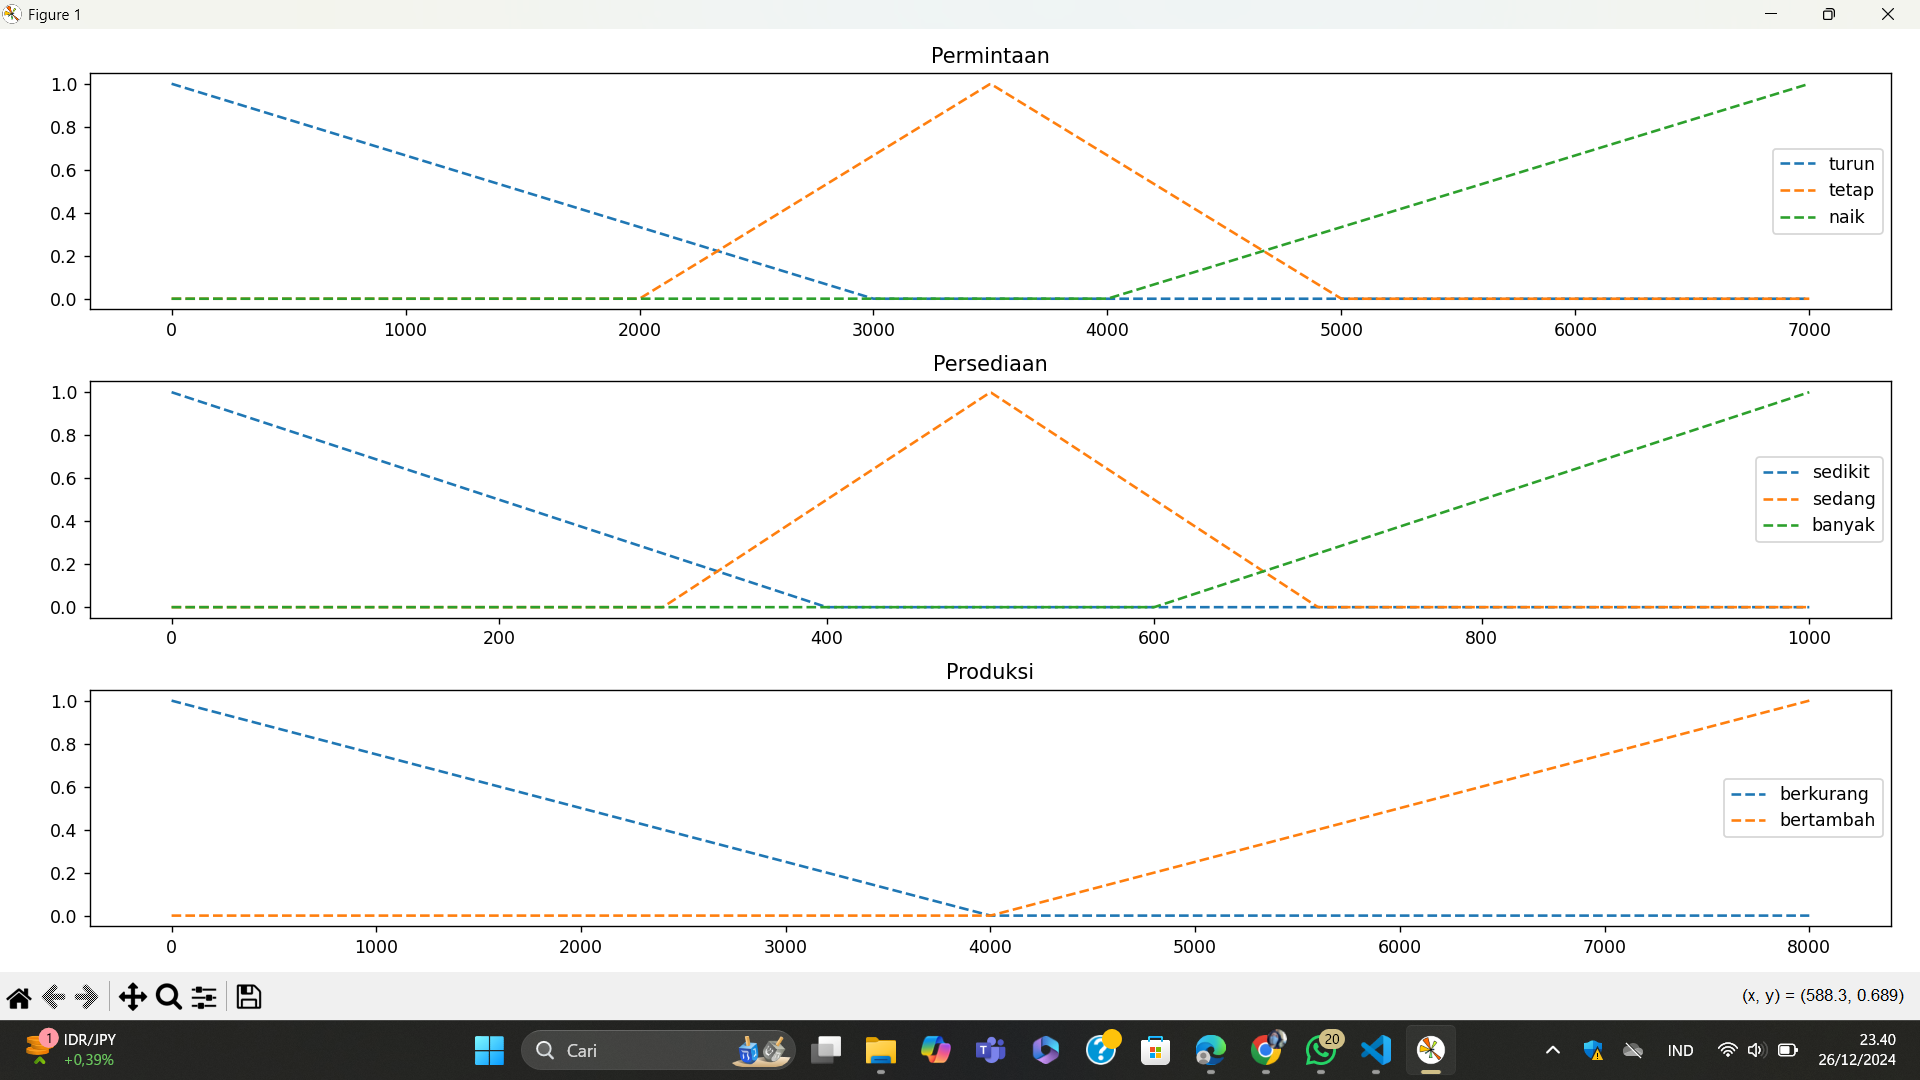 Figure 1
Permintaan
1.0
0.8
0.6
0.4
0.2
0.0
turun
tetap
naik
0 1000 2000 3000 4000 5000 6000 7000
Persediaan
1.0
0.8
0.6
0.4
0.2
0.0
sedikit
sedang
banyak
0 200 400 600 800 1000
Produksi
1.0
0.8
0.6
0.4
0.2
0.0
berkurang
bertambah
0 1000 2000 3000 4000 5000 6000 7000 8000
(x, y) = (588.3, 0.689)
1
IDR/JPY
+0,39%
Cari
20
IND
23.40
26/12/2024